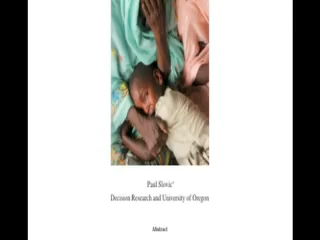 Paul Slovic*
Decision Research and University of Oregon
Abstract